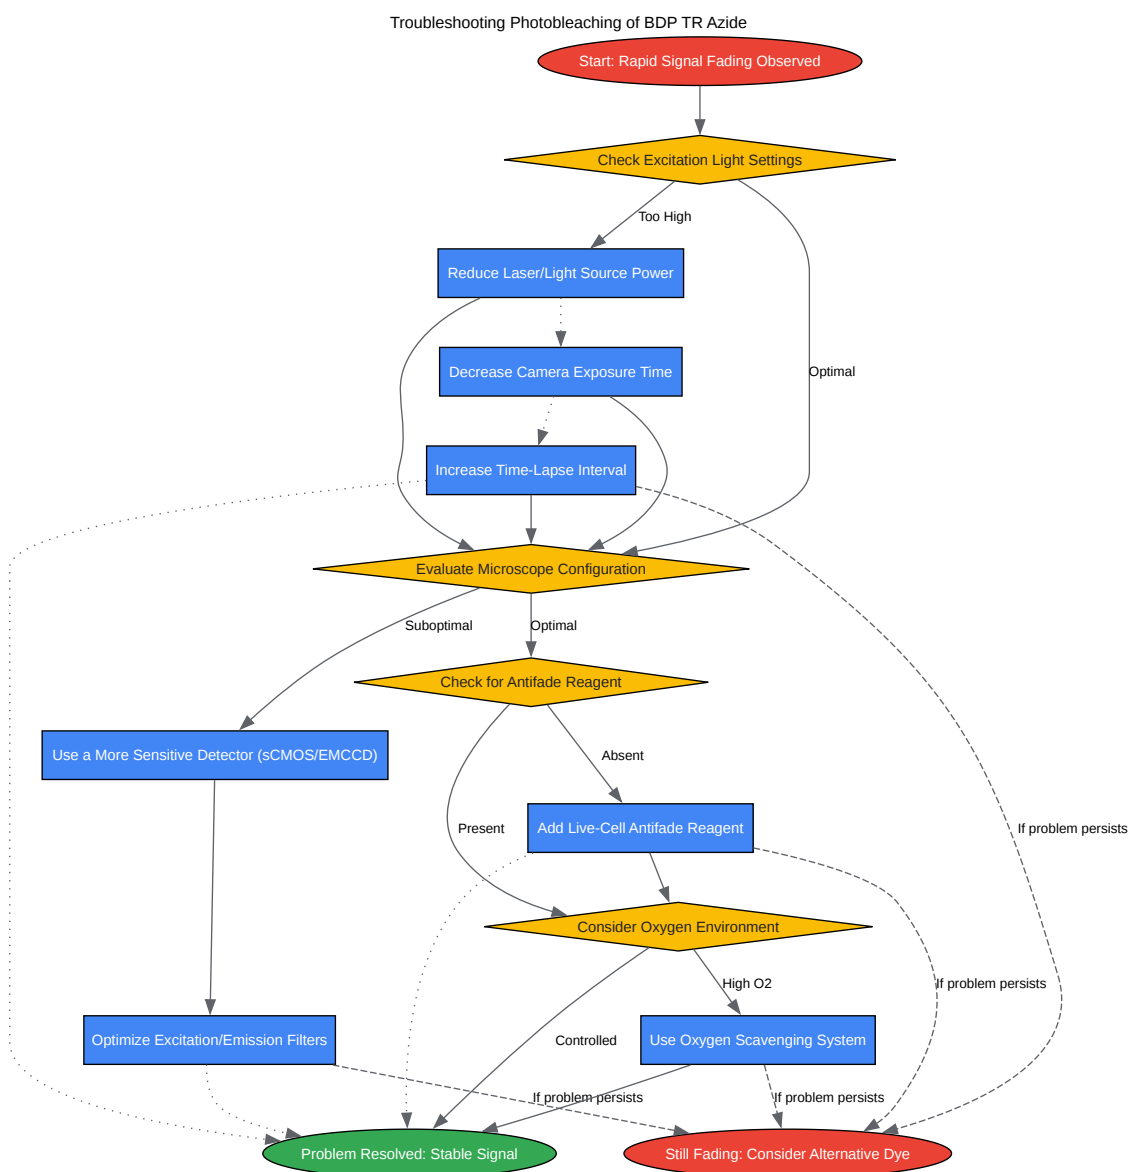 Troubleshooting Photobleaching of BDP TR Azide
Start: Rapid Signal Fading Observed
Check Excitation Light Settings
Too High
Reduce Laser/Light Source Power
Decrease Camera Exposure Time
Optimal
Increase Time-Lapse Interval
Evaluate Microscope Configuration
Suboptimal
Optimal
Check for Antifade Reagent
Use a More Sensitive Detector (sCMOS/EMCCD)
Absent
Present
Add Live-Cell Antifade Reagent
If problem persists
Consider Oxygen Environment
High O2
If problem persists
Optimize Excitation/Emission Filters
Controlled
Use Oxygen Scavenging System
If problem persists
If problem persists
Problem Resolved: Stable Signal
Still Fading: Consider Alternative Dye